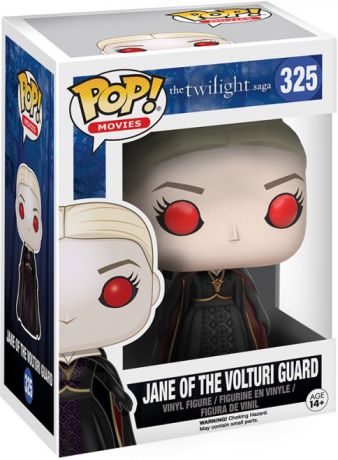 POP!
MOVIES
the twilight saga
325
JANE OF THE VOLTURI GUARD
VINYL FIGURE / FIGURINE EN VINYLE /
FIGURA DE VINIL
WARNING: Choking Hazard.
May contain small parts.
AGE
14+
JANE OF THE VOLTURI GUARD
325